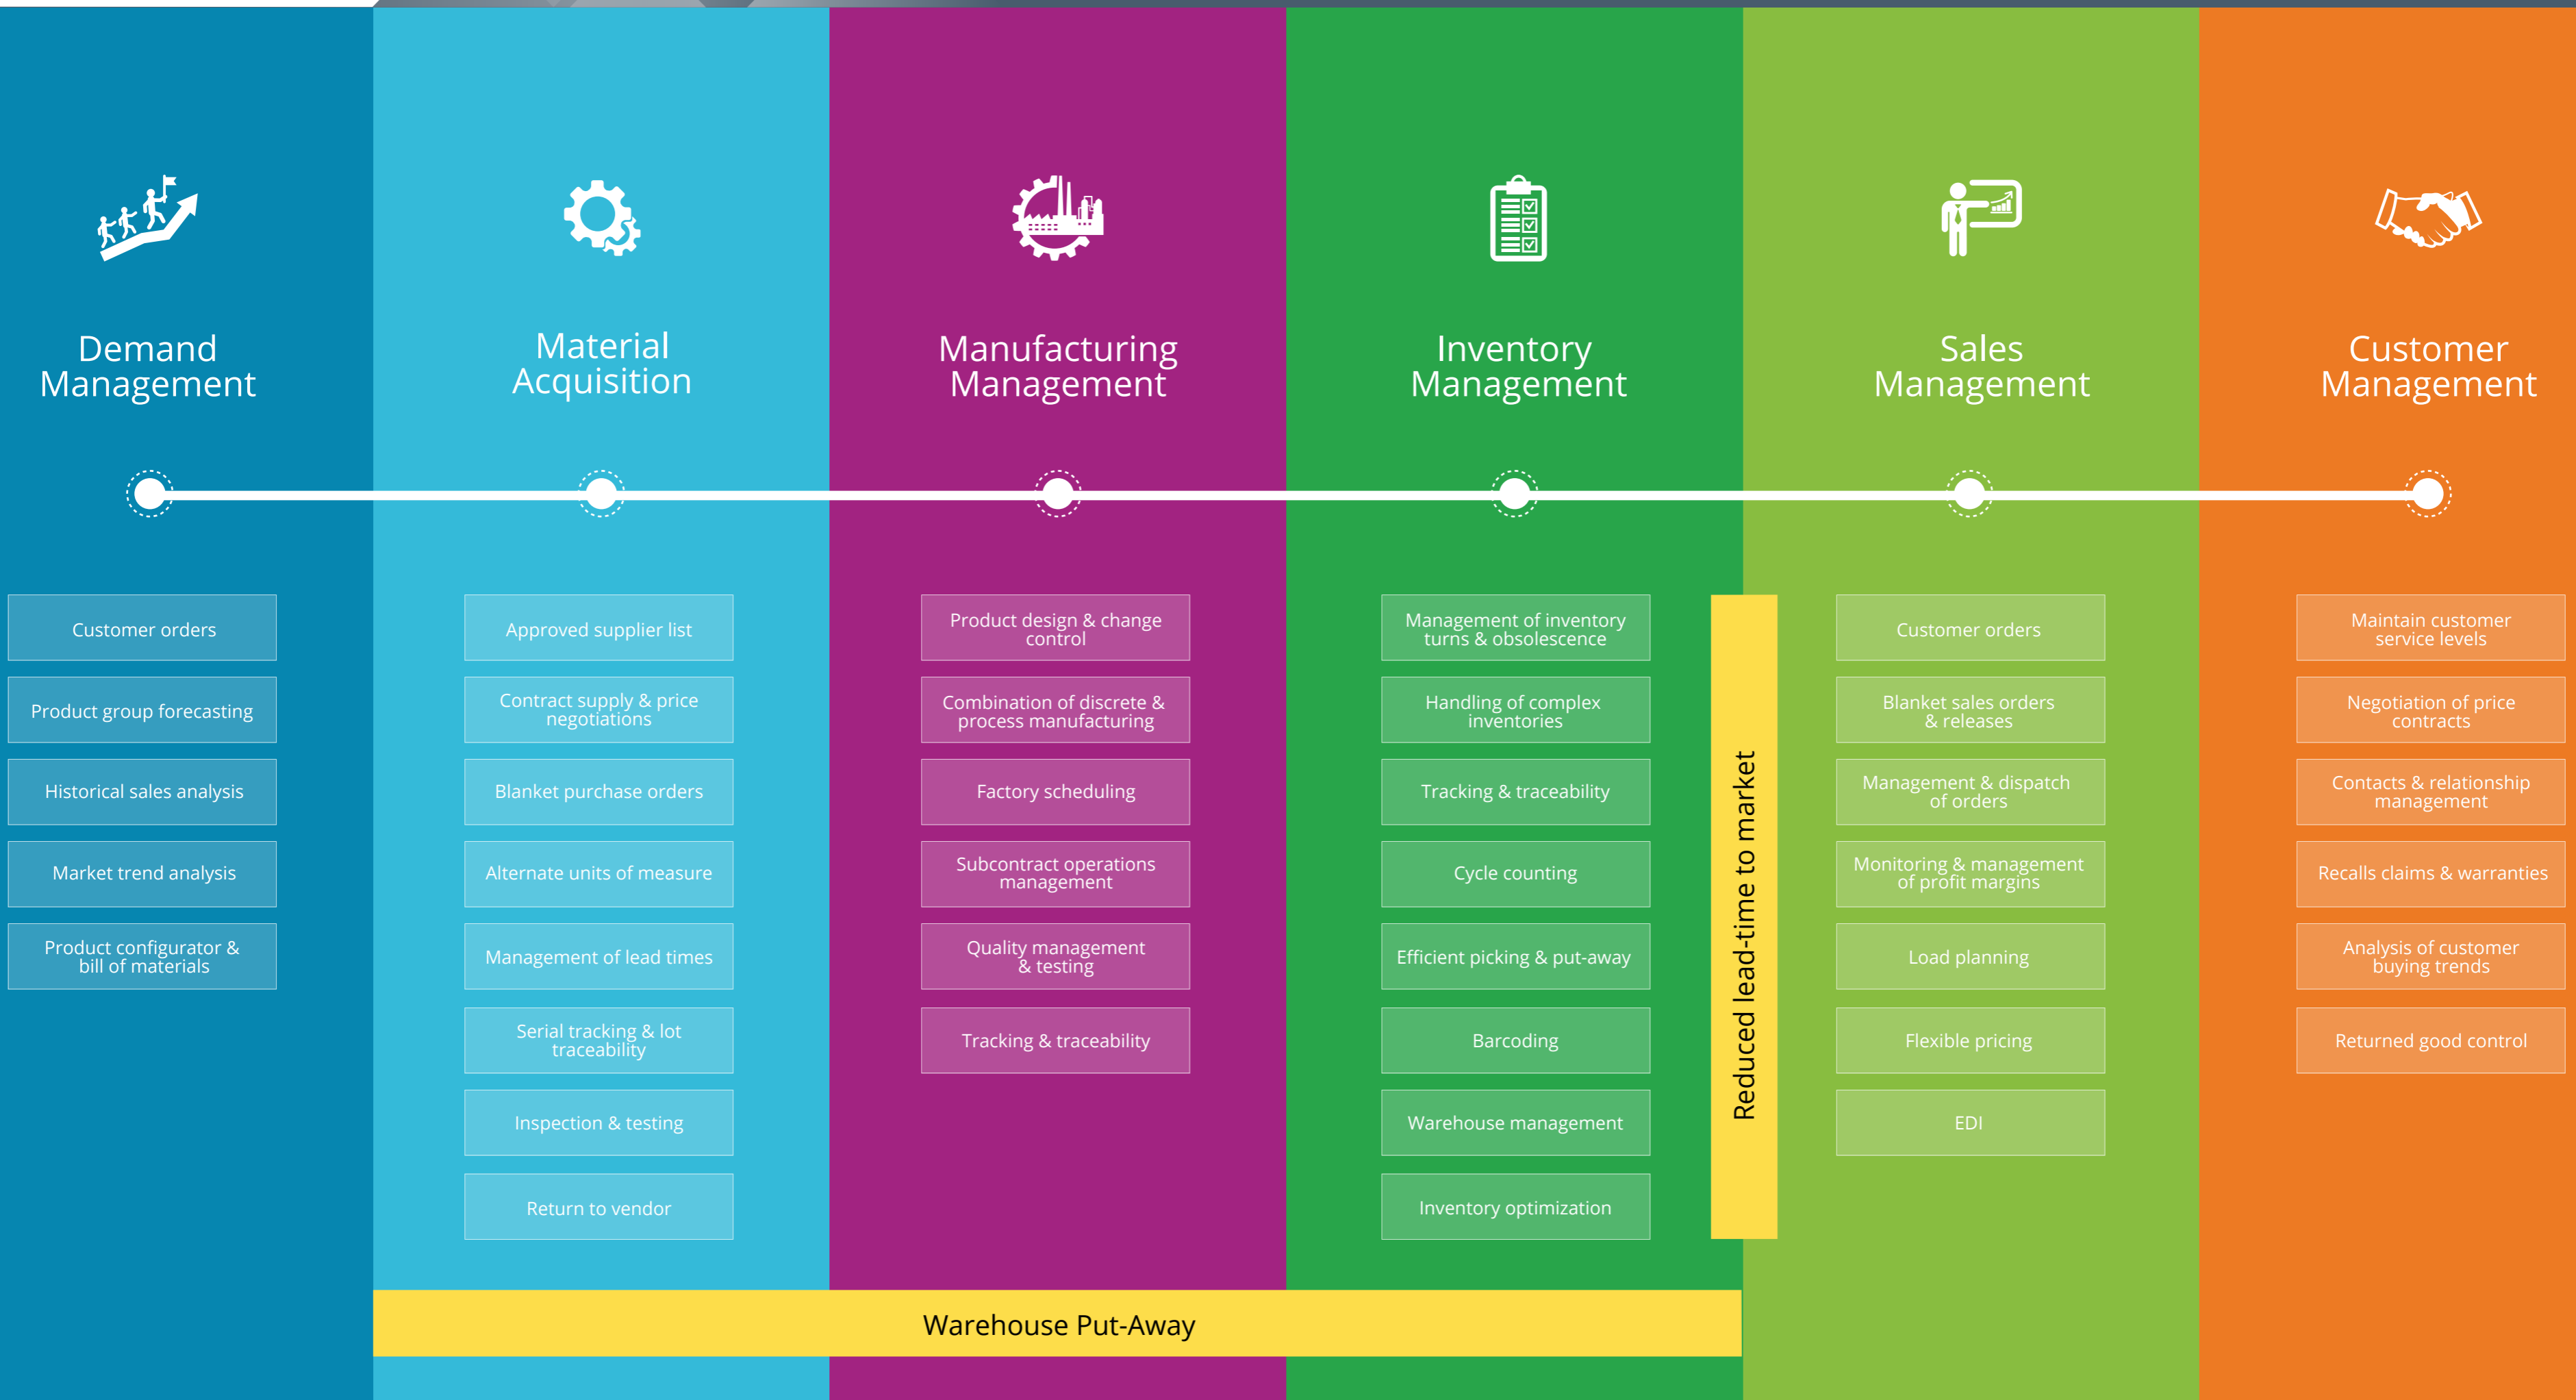 Demand
Management
Material
Acquisition
Manufacturing
Management
Inventory
Management
Sales
Management
Customer
Management
Customer orders
Product group forecasting
Historical sales analysis
Market trend analysis
Product configurator &
bill of materials
Approved supplier list
Contract supply & price
negotiations
Blanket purchase orders
Alternate units of measure
Management of lead times
Serial tracking & lot
traceability
Inspection & testing
Return to vendor
Product design & change
control
Combination of discrete &
process manufacturing
Factory scheduling
Subcontract operations
management
Quality management
& testing
Tracking & traceability
Management of inventory
turns & obsolescence
Handling of complex
inventories
Tracking & traceability
Cycle counting
Efficient picking & put-away
Barcoding
Warehouse management
Inventory optimization
Reduced lead-time to market
Customer orders
Blanket sales orders
& releases
Management & dispatch
of orders
Monitoring & management
of profit margins
Load planning
Flexible pricing
EDI
Maintain customer
service levels
Negotiation of price
contracts
Contacts & relationship
management
Recalls claims & warranties
Analysis of customer
buying trends
Returned good control
Warehouse Put-Away